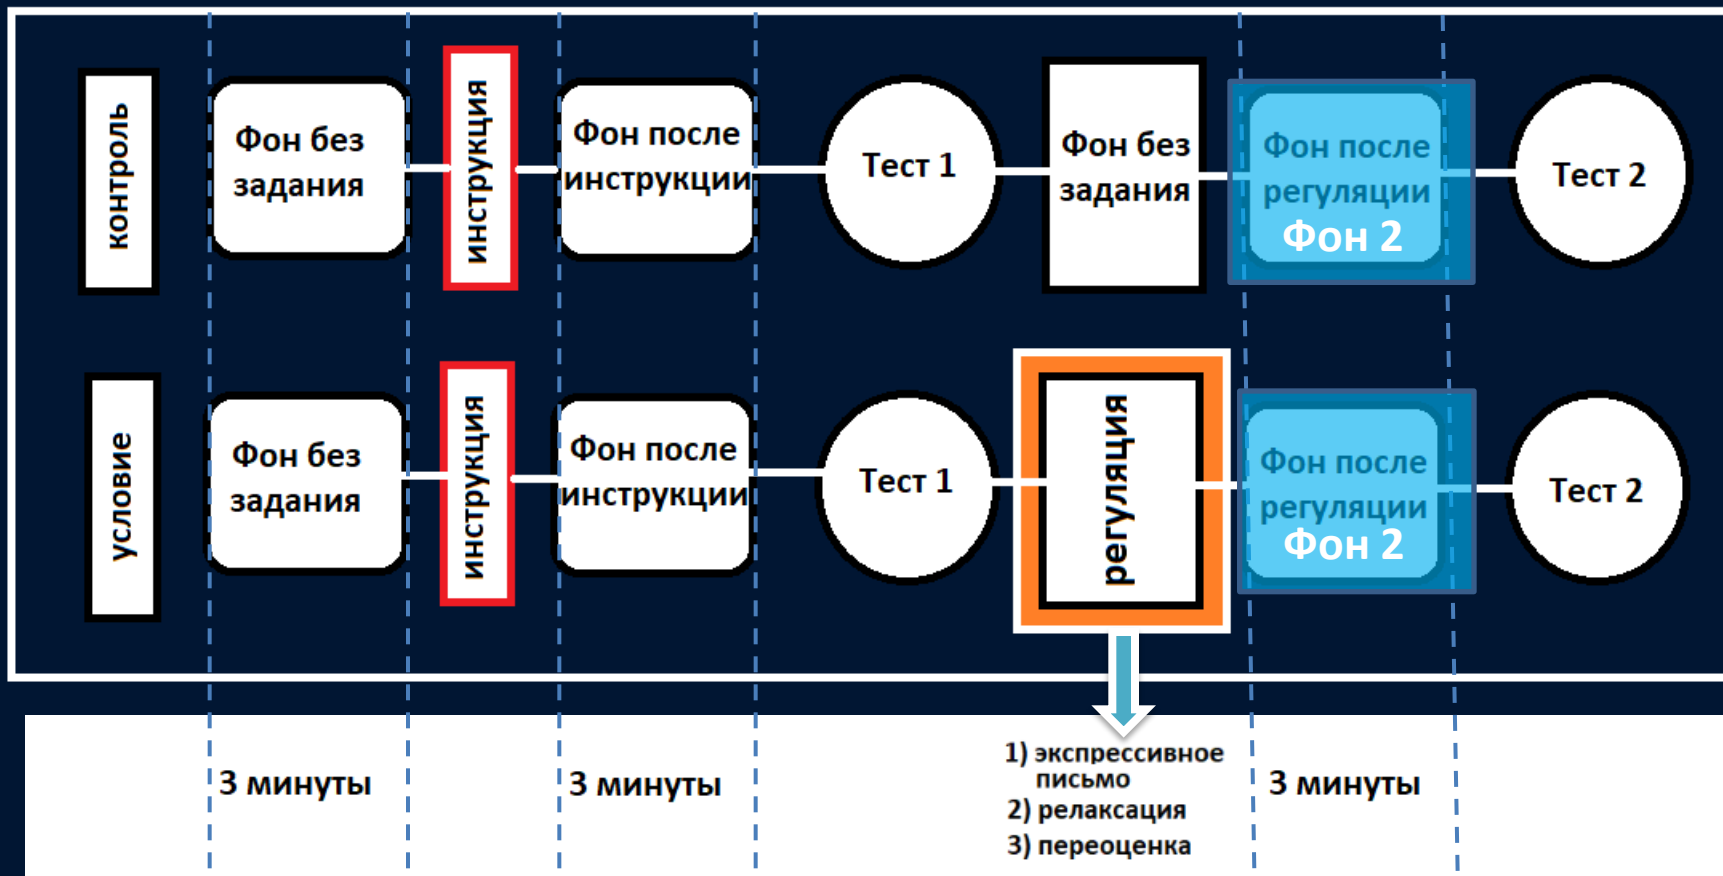 контроль
Фон без
задания
инструкция
Фон после
инструкции
Тест 1
Фон без
задания
Фон после
регуляции
Фон 2
Тест 2
условие
Фон без
задания
инструкция
Фон после
инструкции
Тест 1
регуляция
Фон после
регуляции
Фон 2
Тест 2
3 минуты
3 минуты
1) экспрессивное
письмо
2) релаксация
3) переоценка
3 минуты